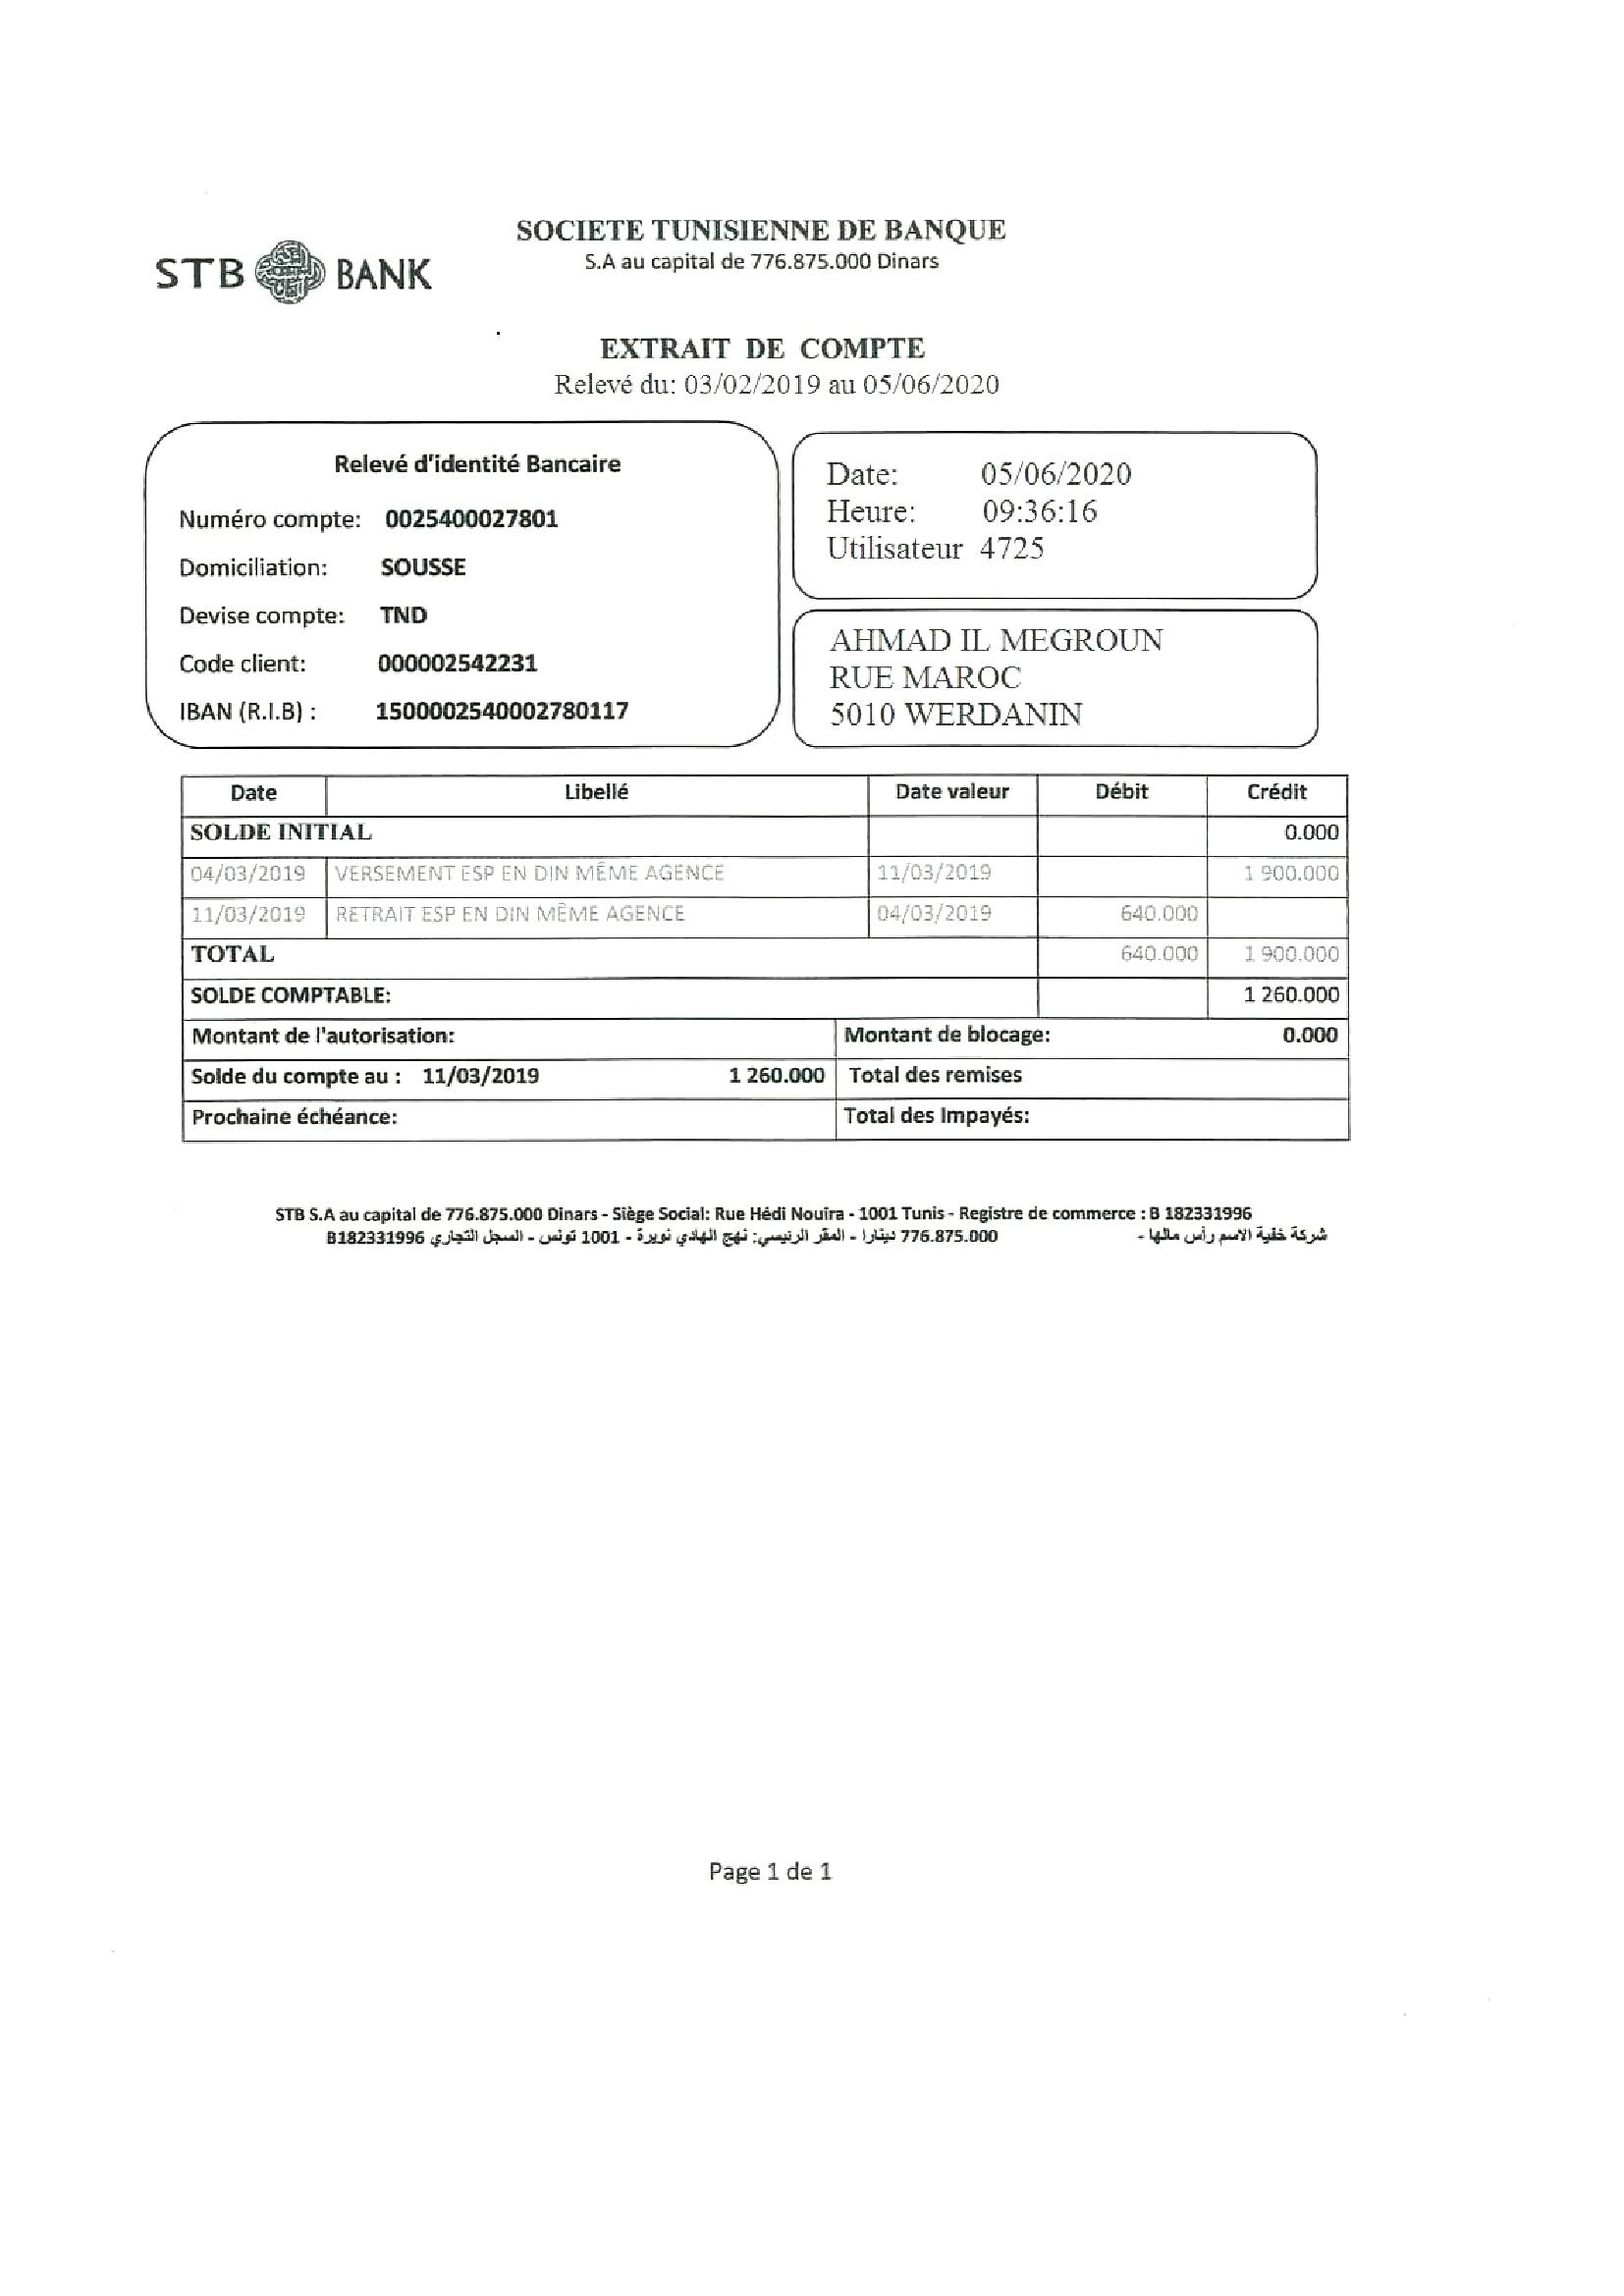 SOCIETE TUNISIENNE DE BANQUE
S.A au capital de 776.875.000 Dinars
STB BANK
EXTRAIT DE COMPTE
Relevé du: 03/02/2019 au 05/06/2020
Relevé d'identité Bancaire
Numéro compte: 0025400027801
Domiciliation: SOUSSE
Devise compte: TND
Code client: 000002542231
IBAN (R.I.B) : 1500002540002780117
Date: 05/06/2020
Heure: 09:36:16
Utilisateur 4725
AHMAD IL MEGROUN
RUE MAROC
5010 WERDANIN
Date Libellé Date valeur Débit Crédit
SOLDE INITIAL 0.000
04/03/2019 VERSEMENT ESP EN DIN MÊME AGENCE 11/03/2019 1 900.000
11/03/2019 RETRAIT ESP EN DIN MÊME AGENCE 04/03/2019 640.000
TOTAL 640.000 1 900.000
SOLDE COMPTABLE: 1 260.000
Montant de l'autorisation: Montant de blocage: 0.000
Solde du compte au : 11/03/2019 1 260.000 Total des remises
Prochaine échéance: Total des Impayés:
STB S.A au capital de 776.875.000 Dinars - Siège Social: Rue Hédi Nouira - 1001 Tunis - Registre de commerce : B 182331996
شركة خفية الاسم رأس مالها - 776.875.000 دينارا - المقر الرئيسي: نهج الهادي نويرة - 1001 تونس - السجل التجاري B182331996
Page 1 de 1